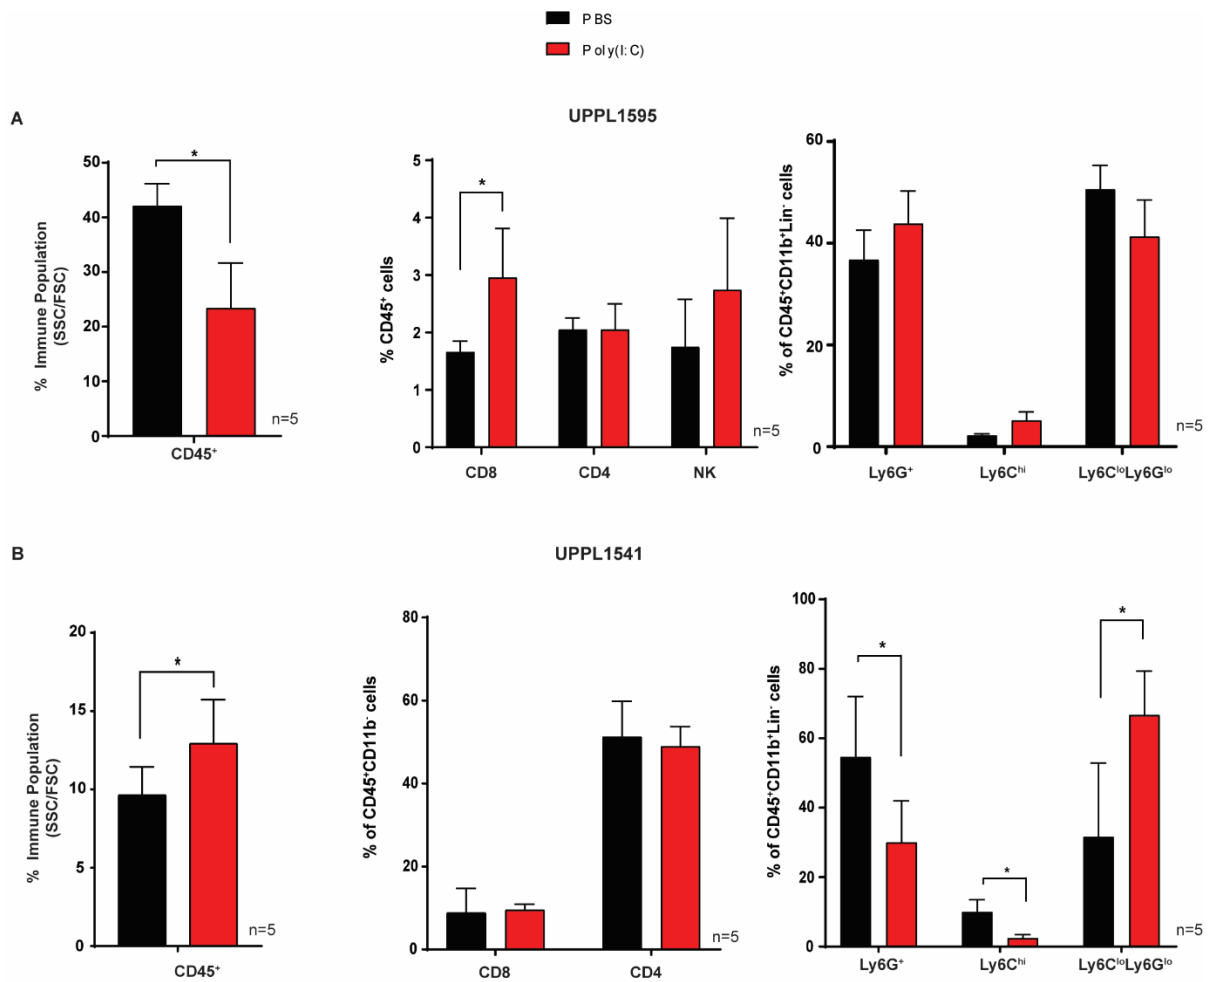 PBS
Poly(I:C)
A
UPPL1595
% Immune Population
(SSC/FSC)
50
40
30
20
10
0
*
CD45⁺
n=5
% CD45⁺ cells
5
4
3
2
1
0
*
CD8
CD4
NK
n=5
% of CD45⁺CD11b⁺Lin⁻ cells
60
40
20
0
Ly6G⁺
Ly6Cʰⁱ
Ly6CˡᵒLy6Gˡᵒ
n=5
B
UPPL1541
% Immune Population
(SSC/FSC)
20
15
10
5
0
*
CD45⁺
n=5
% of CD45⁺CD11b⁻ cells
80
60
40
20
0
CD8
CD4
n=5
% of CD45⁺CD11b⁺Lin⁻ cells
100
80
60
40
20
0
*
*
*
Ly6G⁺
Ly6Cʰⁱ
Ly6CˡᵒLy6Gˡᵒ
n=5